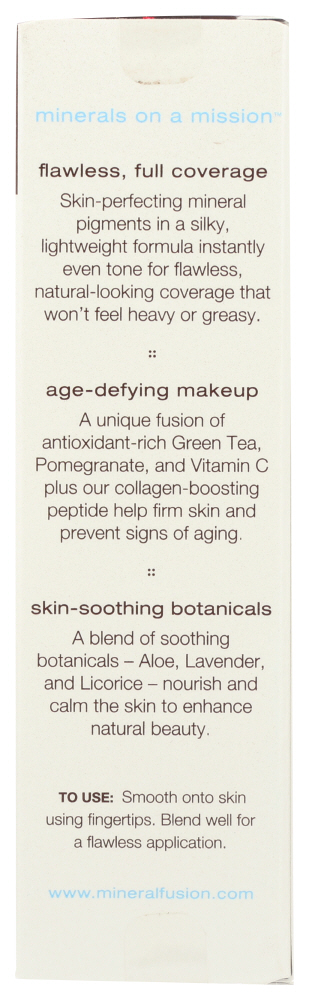 minerals on a mission™
flawless, full coverage
Skin-perfecting mineral
pigments in a silky,
lightweight formula instantly
even tone for flawless,
natural-looking coverage that
won't feel heavy or greasy.
::
age-defying makeup
A unique fusion of
antioxidant-rich Green Tea,
Pomegranate, and Vitamin C
plus our collagen-boosting
peptide help firm skin and
prevent signs of aging.
::
skin-soothing botanicals
A blend of soothing
botanicals – Aloe, Lavender,
and Licorice – nourish and
calm the skin to enhance
natural beauty.
TO USE: Smooth onto skin
using fingertips. Blend well for
a flawless application.
www.mineralfusion.com